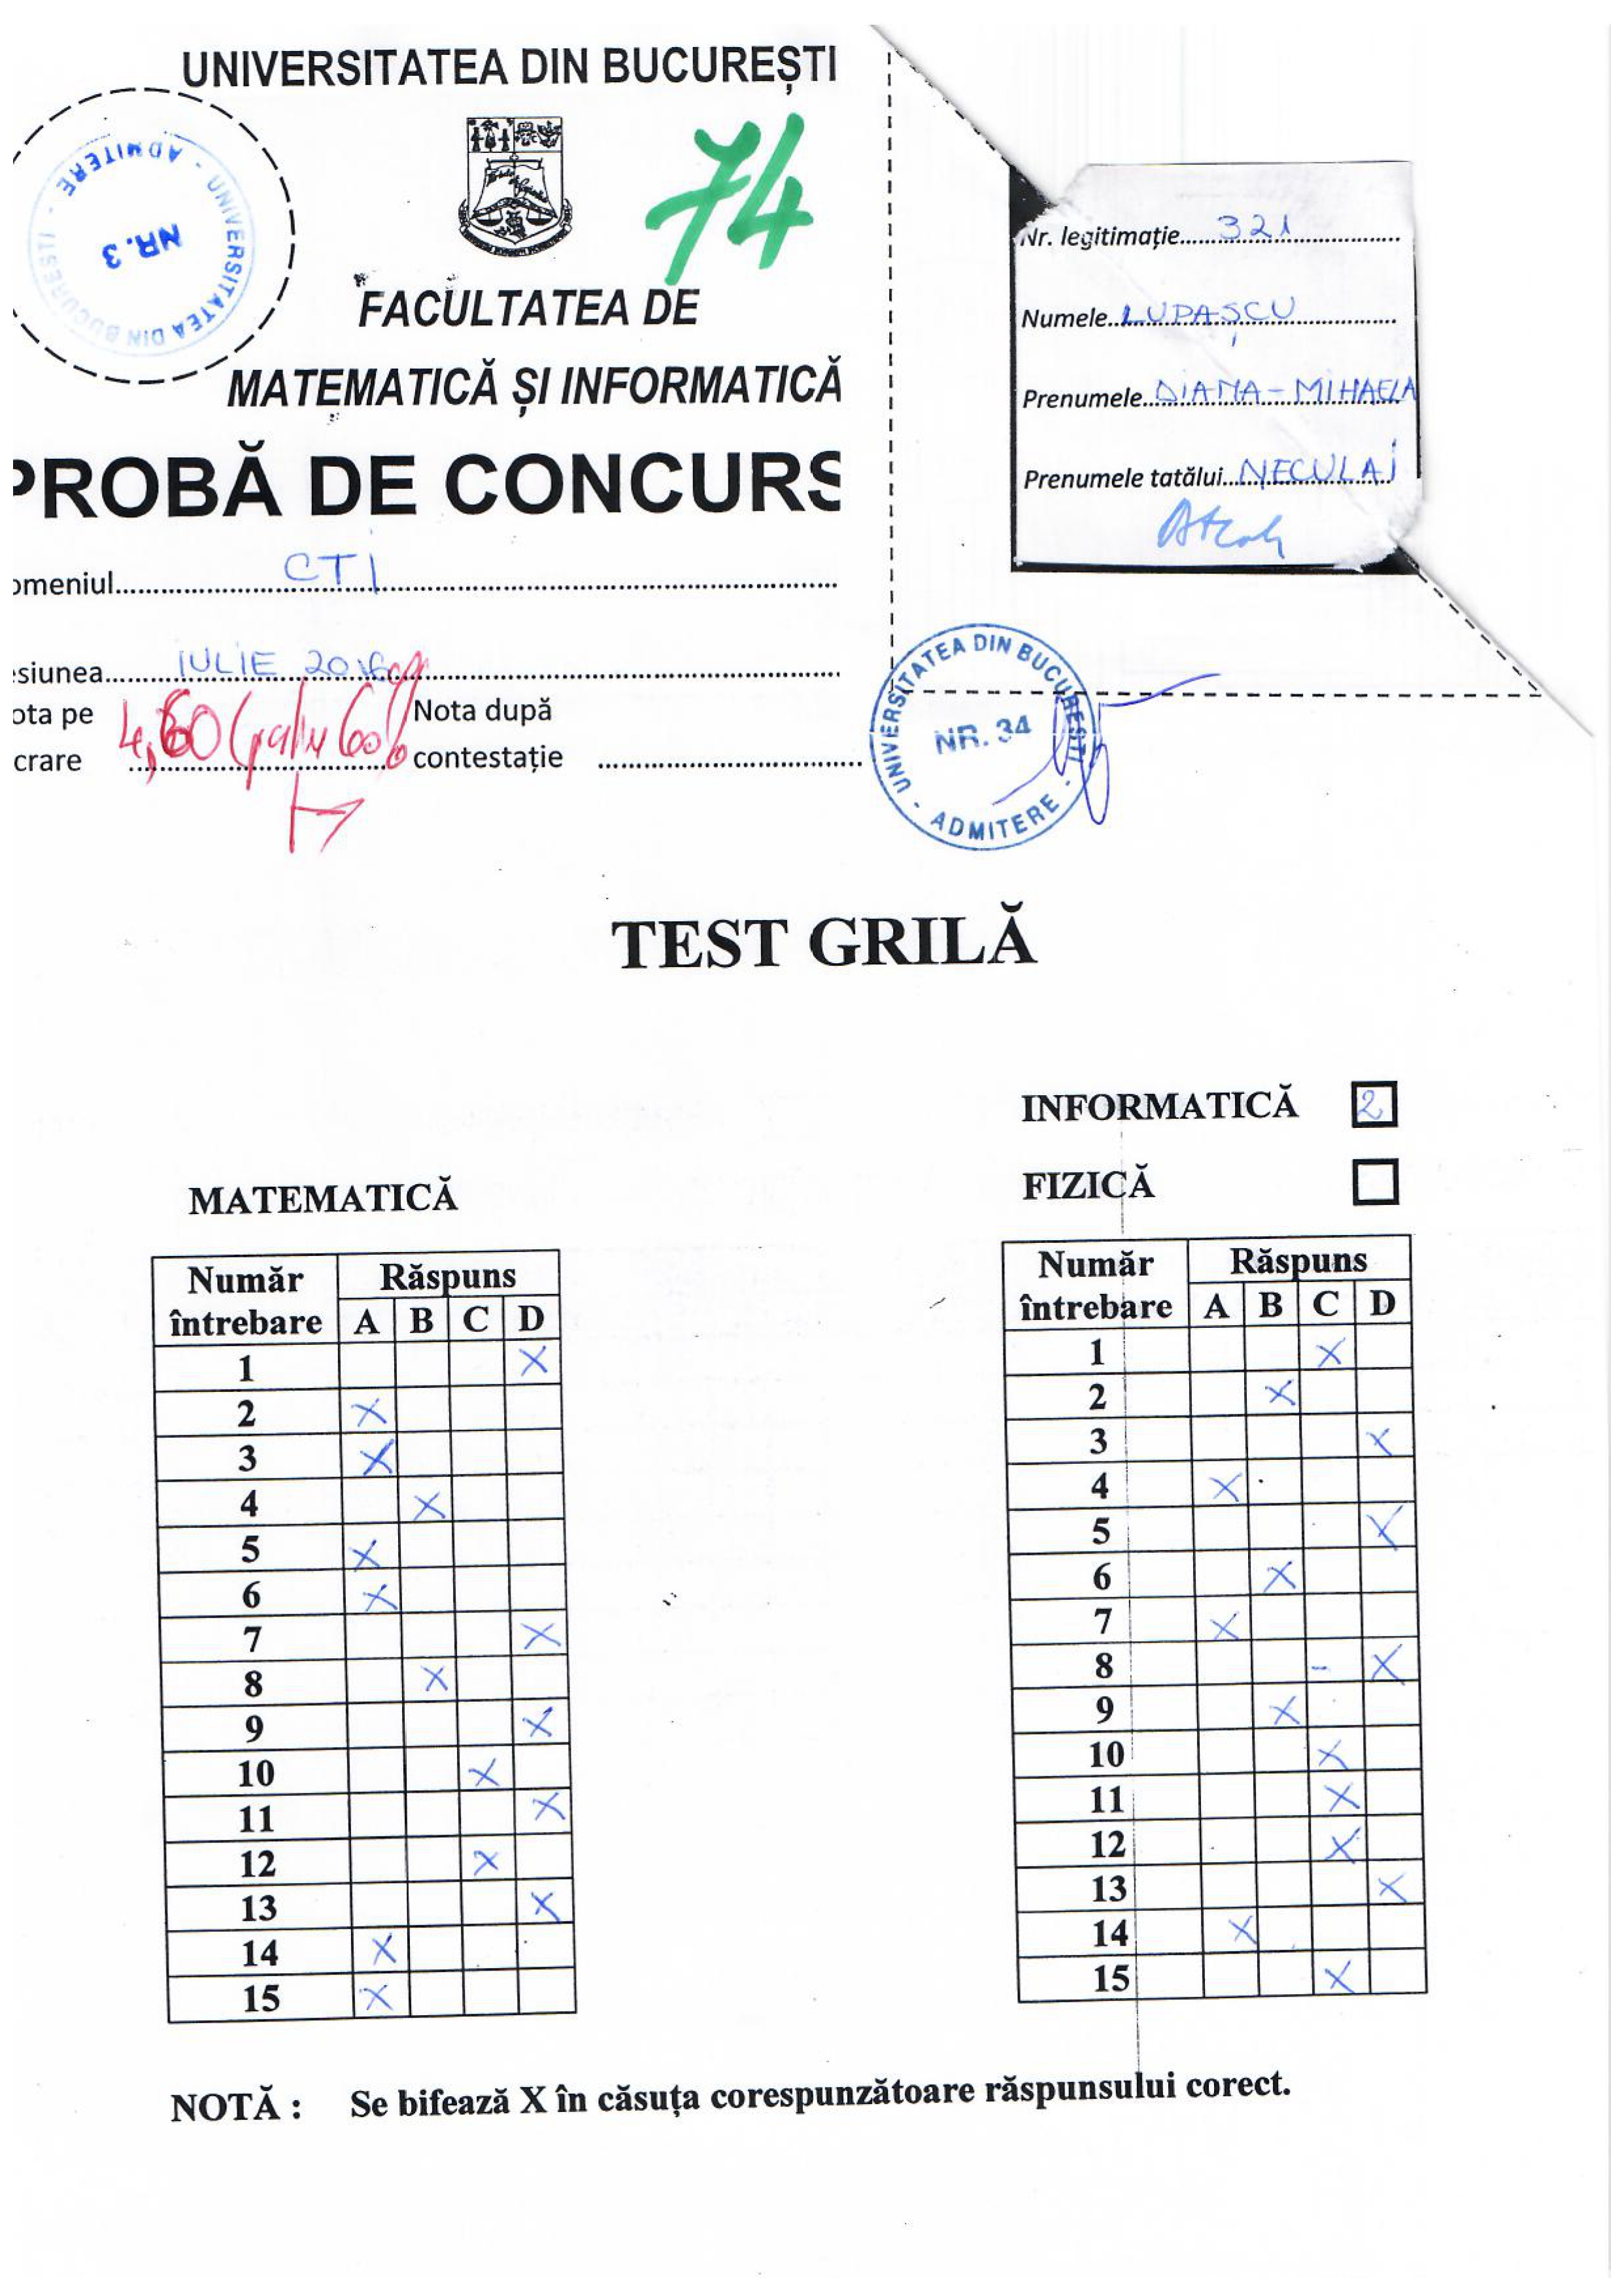 UNIVERSITATEA DIN BUCUREȘTI
74
UNIVERSITATEA DIN BUCUREȘTI - ADMITERE -
NR. 3
FACULTATEA DE
MATEMATICĂ ȘI INFORMATICĂ
PROBĂ DE CONCURS
omeniul CTI
siunea IULIE 2016
ota pe
crare
4,60 (patru 60%
Nota după
contestație
Nr. legitimație 321
Numele LUPAȘCU
Prenumele DIANA-MIHAELA
Prenumele tatălui NECULAI
UNIVERSITATEA DIN BUCUREȘTI - ADMITERE -
NR. 34
TEST GRILĂ
MATEMATICĂ
Număr întrebare Răspuns
A B C D
1 X
2 X
3 X
4 X
5 X
6 X
7 X
8 X
9 X
10 X
11 X
12 X
13 X
14 X
15 X
INFORMATICĂ 2
FIZICĂ
Număr întrebare Răspuns
A B C D
1 X
2 X
3 X
4 X
5 X
6 X
7 X
8 - X
9 X
10 X
11 X
12 X
13 X
14 X
15 X
NOTĂ : Se bifează X în căsuța corespunzătoare răspunsului corect.